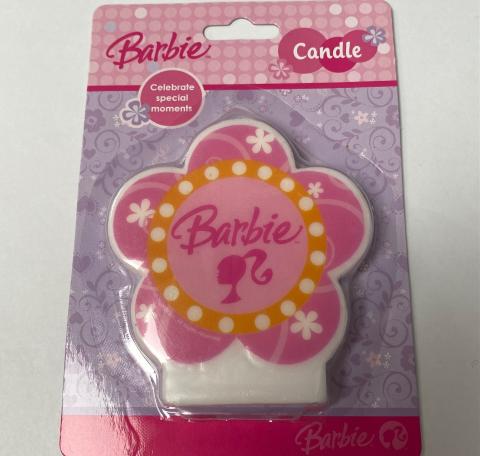 Barbie
Candle
Celebrate
special
moments
Barbie
Barbie